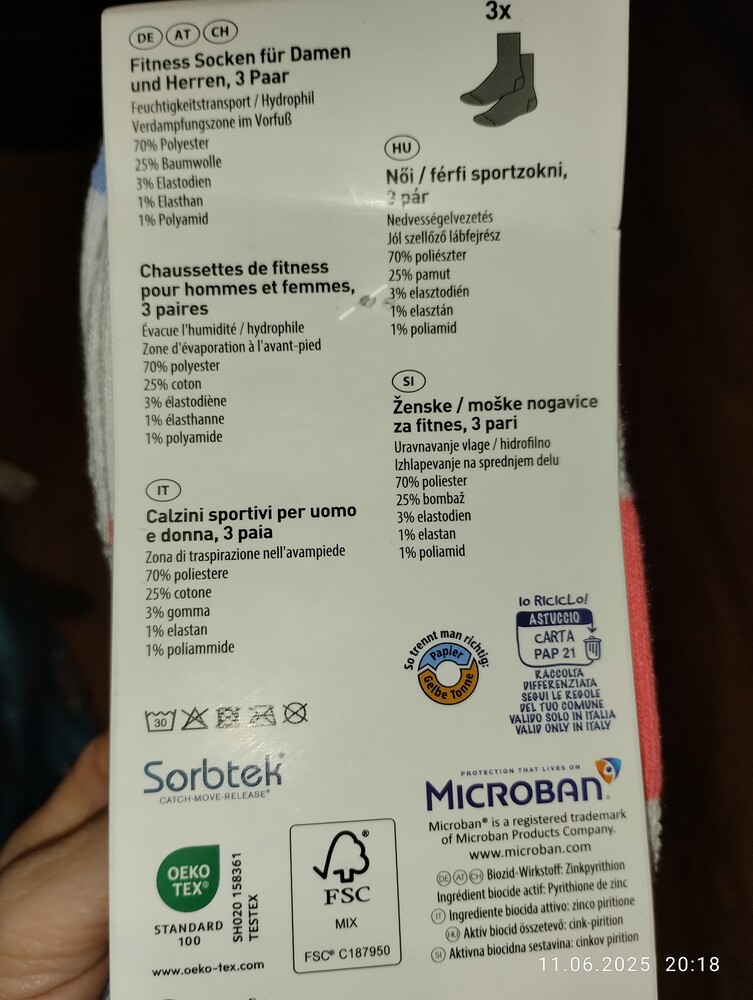 DE AT CH
Fitness Socken für Damen
und Herren, 3 Paar
Feuchtigkeitstransport / Hydrophil
Verdampfungszone im Vorfuß
70% Polyester
25% Baumwolle
3% Elastodien
1% Elasthan
1% Polyamid
Chaussettes de fitness
pour hommes et femmes,
3 paires
Évacue l'humidité / hydrophile
Zone d'évaporation à l'avant-pied
70% polyester
25% coton
3% élastodiène
1% élasthanne
1% polyamide
IT
Calzini sportivi per uomo
e donna, 3 paia
Zona di traspirazione nell'avampiede
70% poliestere
25% cotone
3% gomma
1% elastan
1% poliammide
3x
HU
Női / férfi sportzokni,
3 pár
Nedvességelvezetés
Jól szellőző lábfejrész
70% poliészter
25% pamut
3% elasztodién
1% elasztán
1% poliamid
SI
Ženske / moške nogavice
za fitnes, 3 pari
Uravnavanje vlage / hidrofilno
Izhlapevanje na sprednjem delu
70% poliester
25% bombaž
3% elastodien
1% elastan
1% poliamid
So trennt man richtig:
Papier
Gelbe Tonne
Io RICICLO!
ASTUCCIO
CARTA
PAP 21
RACCOLTA
DIFFERENZIATA
SEGUI LE REGOLE
DEL TUO COMUNE
VALIDO SOLO IN ITALIA
VALID ONLY IN ITALY
30
Sorbtek®
CATCH-MOVE-RELEASE®
OEKO
TEX®
STANDARD
100
SH020 158361
TESTEX
www.oeko-tex.com
FSC
®
MIX
FSC® C187950
PROTECTION THAT LIVES ON
MICROBAN®
Microban® is a registered trademark
of Microban Products Company.
www.microban.com
DE AT CH Biozid-Wirkstoff: Zinkpyrithion
Ingrédient biocide actif: Pyrithione de zinc
IT Ingrediente biocida attivo: zinco piritione
HU Aktív biocid összetevő: cink-pirition
SI Aktivna biocidna sestavina: cinkov pirition
11.06.2025 20:18